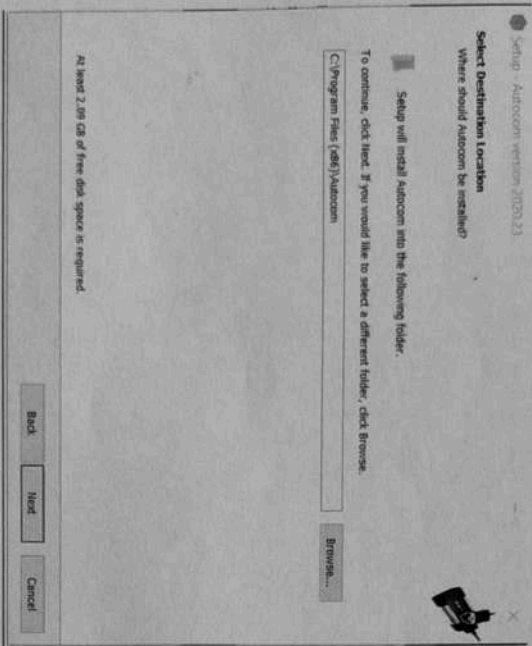 Setup - Autocom version 2020.23
Select Destination Location
Where should Autocom be installed?
Setup will install Autocom into the following folder.
To continue, click Next. If you would like to select a different folder, click Browse.
C:\Program Files (x86)\Autocom
Browse...
At least 2.09 GB of free disk space is required.
Back
Next
Cancel